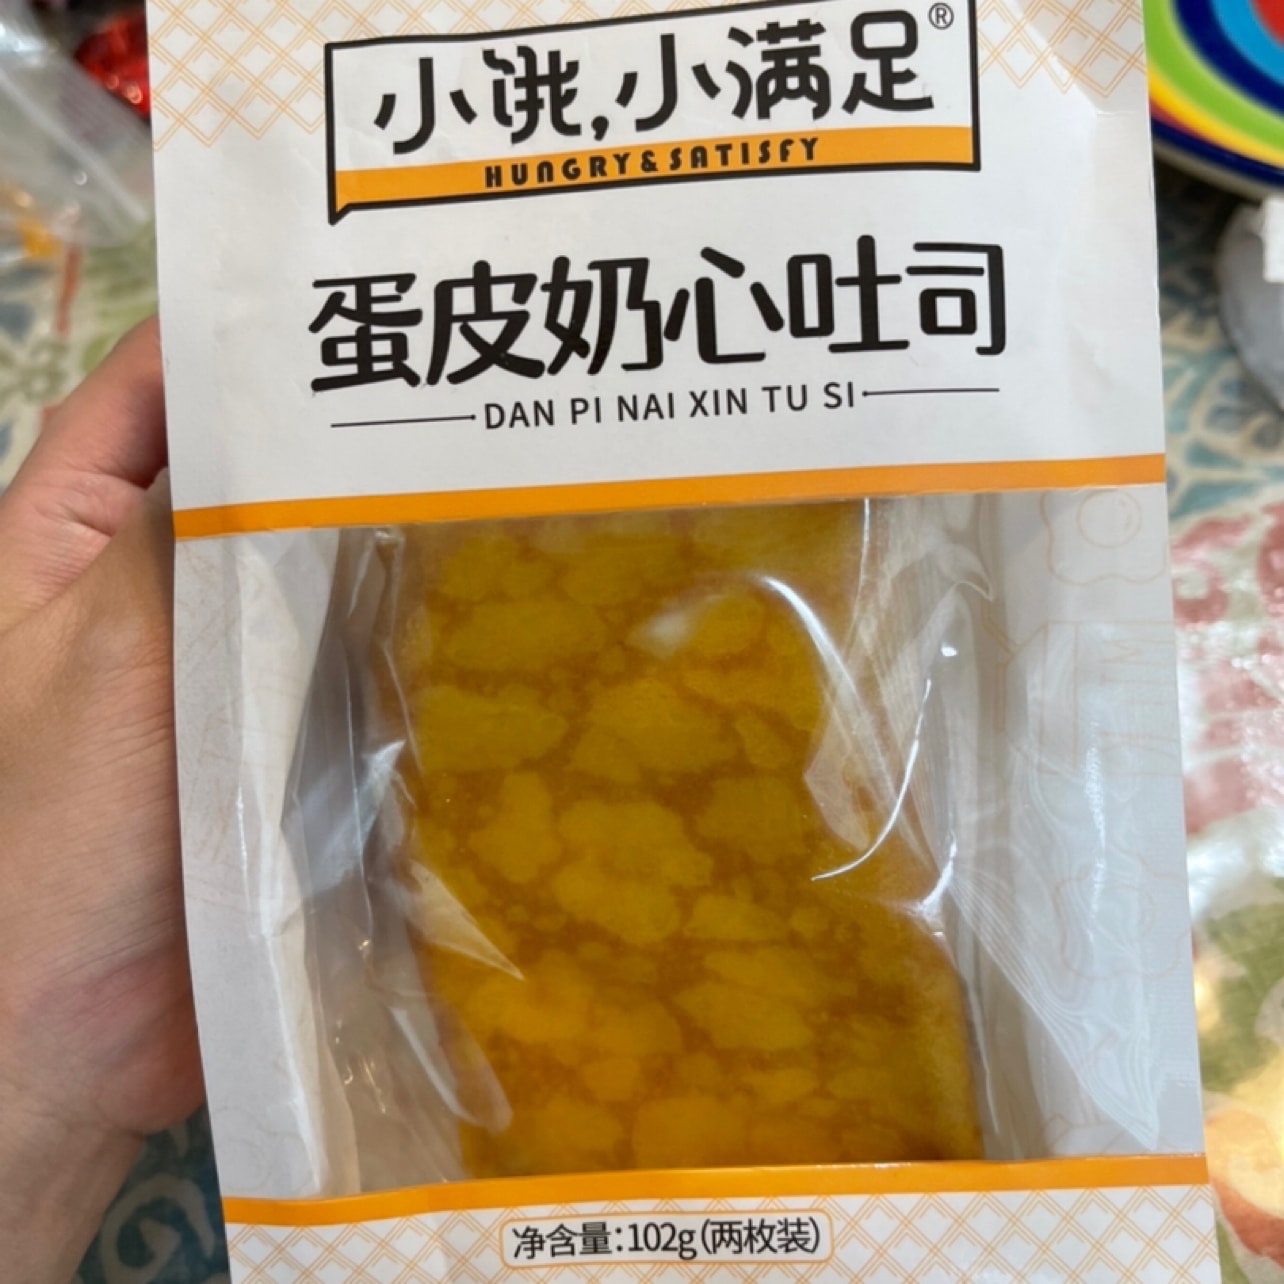 小饿,小满足®
HUNGRY&SATISFY
蛋皮奶心吐司
DAN PI NAI XIN TU SI
净含量:102g(两枚装)